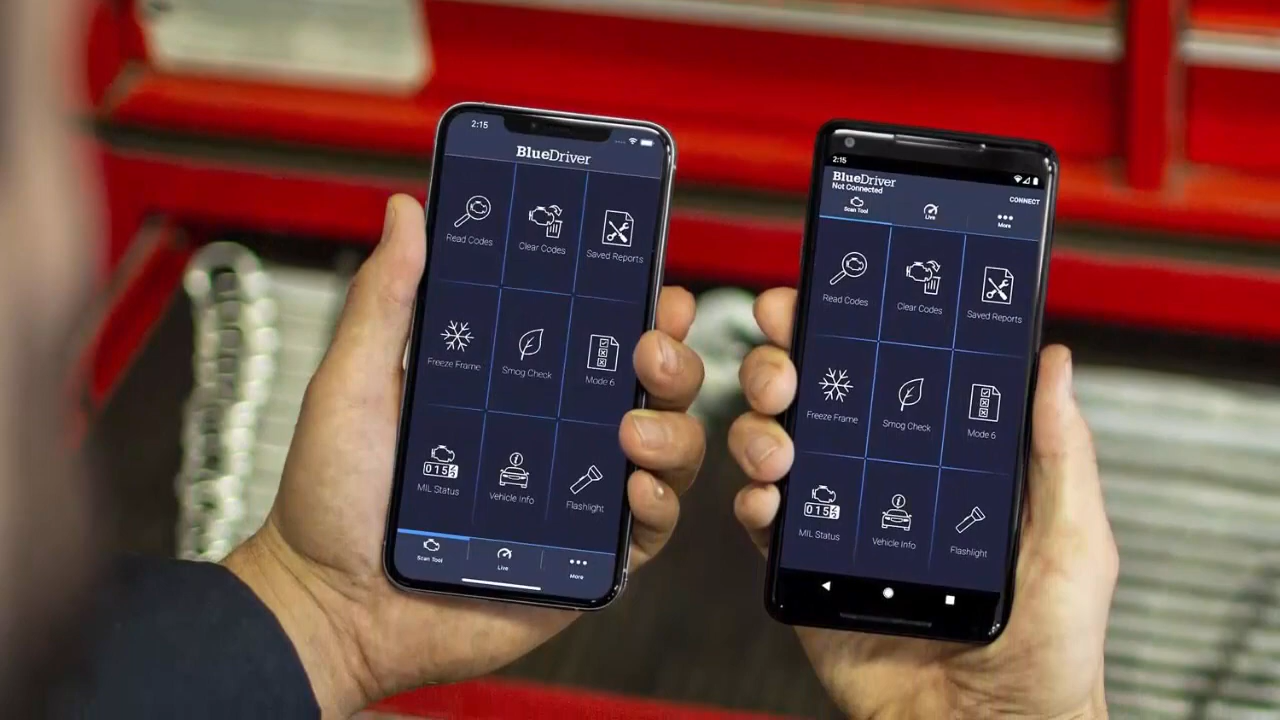 2:15
BlueDriver
Read Codes
Clear Codes
Saved Reports
Freeze Frame
Smog Check
Mode 6
MIL Status
Vehicle Info
Flashlight
Scan Tool
Live
More
2:15
BlueDriver
Not Connected
CONNECT
Scan Tool
Live
More
Read Codes
Clear Codes
Saved Reports
Freeze Frame
Smog Check
Mode 6
MIL Status
Vehicle Info
Flashlight